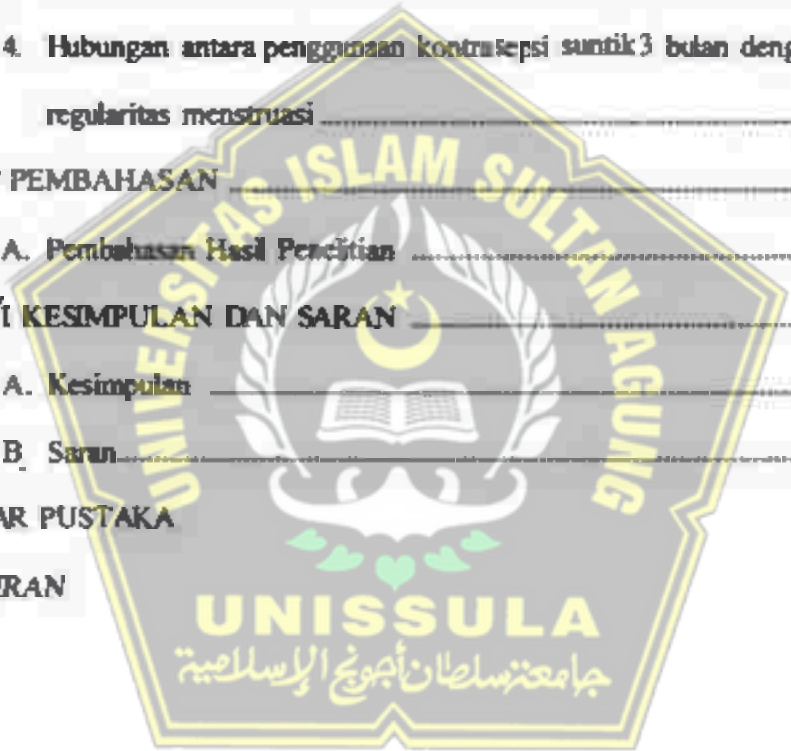 4. Hubungan antara penggunaan kontrasepsi suntik 3 bulan deng
regularitas menstruasi
PEMBAHASAN
A. Pembahasan Hasil Penelitian
I KESIMPULAN DAN SARAN
A. Kesimpulan
B. Saran
AR PUSTAKA
RAN
UNIVERSITAS ISLAM SULTAN AGUNG
UNISSULA
جامعة سلطان أجونج الإسلامية